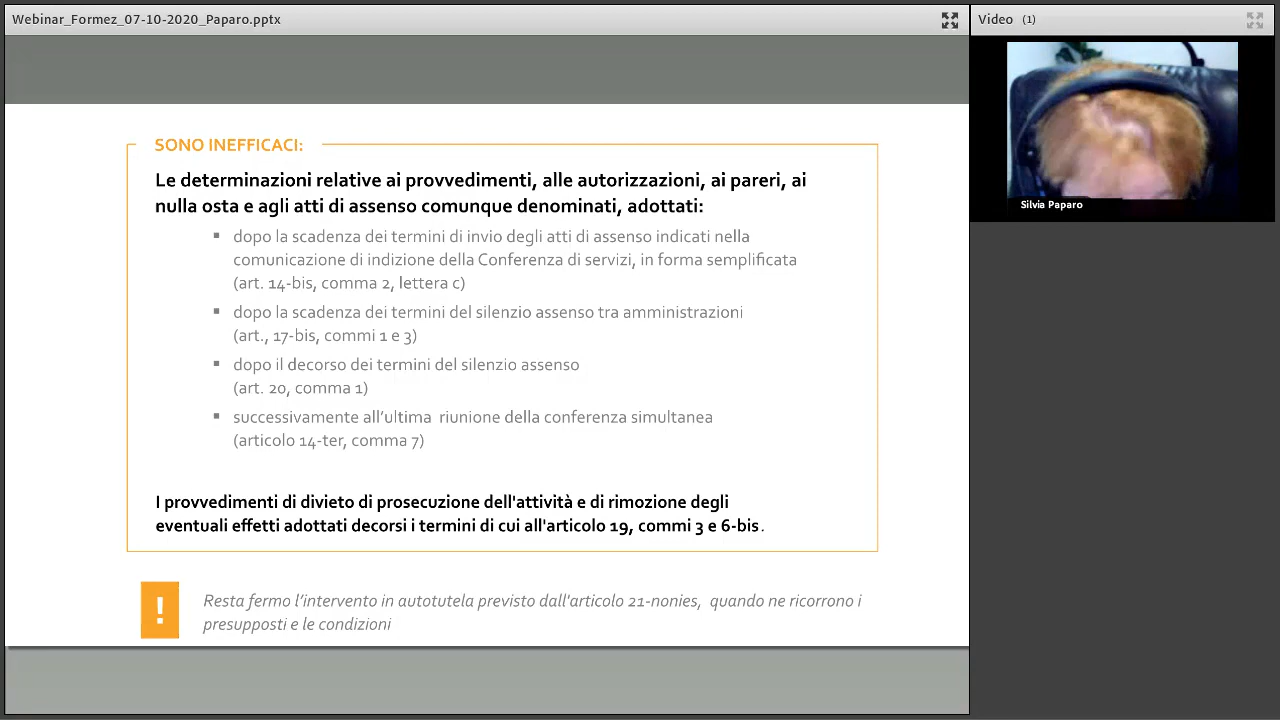 Webinar_Formez_07-10-2020_Paparo.pptx
Video (1)
Silvia Paparo
SONO INEFFICACI:
Le determinazioni relative ai provvedimenti, alle autorizzazioni, ai pareri, ai
nulla osta e agli atti di assenso comunque denominati, adottati:
▪ dopo la scadenza dei termini di invio degli atti di assenso indicati nella
comunicazione di indizione della Conferenza di servizi, in forma semplificata
(art. 14-bis, comma 2, lettera c)
▪ dopo la scadenza dei termini del silenzio assenso tra amministrazioni
(art., 17-bis, commi 1 e 3)
▪ dopo il decorso dei termini del silenzio assenso
(art. 20, comma 1)
▪ successivamente all’ultima riunione della conferenza simultanea
(articolo 14-ter, comma 7)
I provvedimenti di divieto di prosecuzione dell'attività e di rimozione degli
eventuali effetti adottati decorsi i termini di cui all'articolo 19, commi 3 e 6-bis.
!
Resta fermo l’intervento in autotutela previsto dall'articolo 21-nonies, quando ne ricorrono i
presupposti e le condizioni